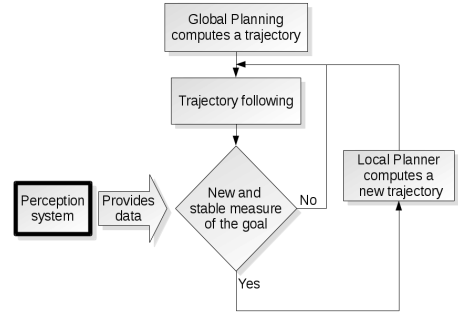 Global Planning
computes a trajectory
Trajectory following
Local Planner
computes a
new trajectory
Perception
system
Provides
data
New and
stable measure
of the goal
No
Yes